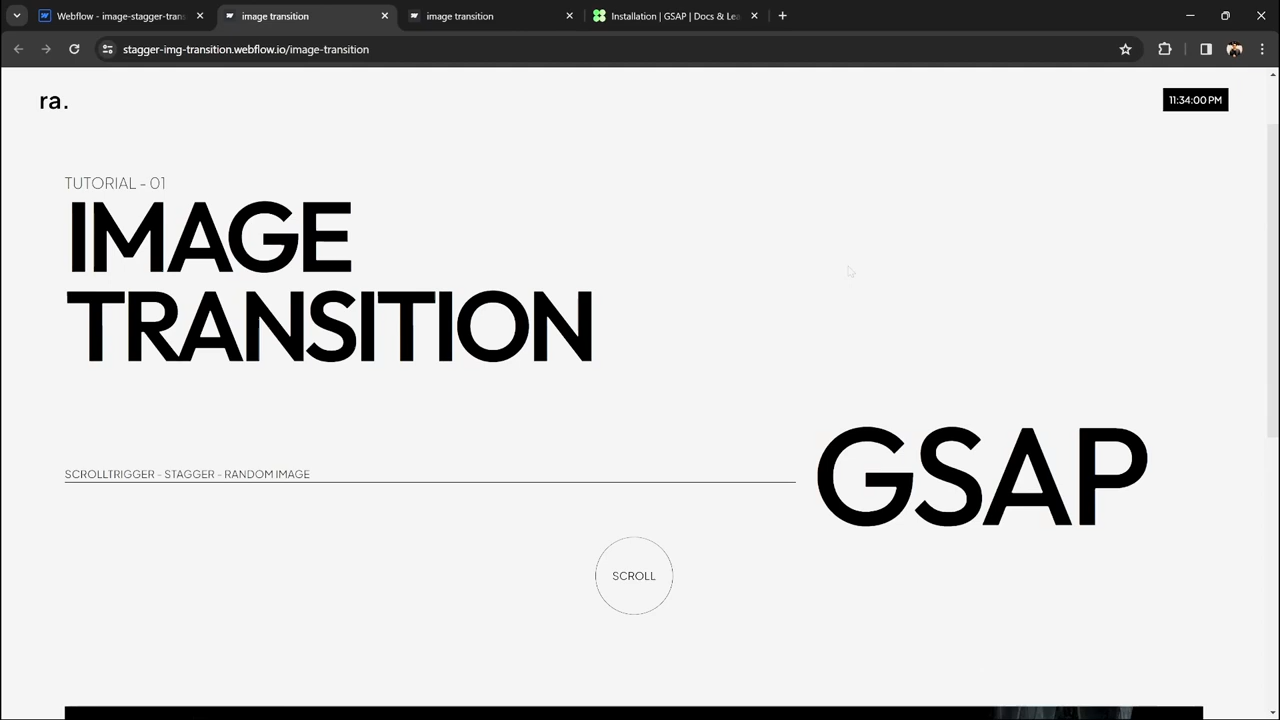 Webflow - image-stagger-trans
image transition
image transition
Installation | GSAP | Docs & Lea
stagger-img-transition.webflow.io/image-transition
ra.
11:34:00 PM
TUTORIAL - 01
IMAGE
TRANSITION
GSAP
SCROLLTRIGGER - STAGGER - RANDOM IMAGE
SCROLL